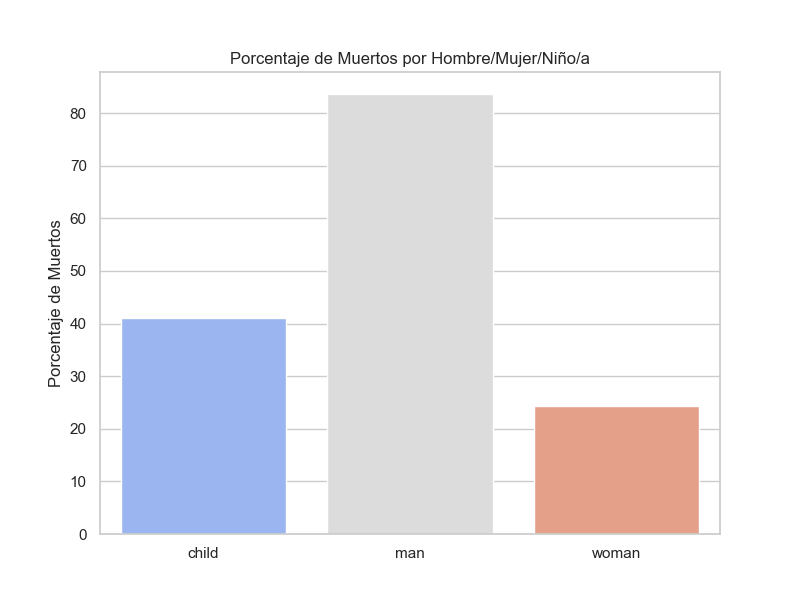 Porcentaje de Muertos por Hombre/Mujer/Niño/a
Porcentaje de Muertos
80
70
60
50
40
30
20
10
0
child
man
woman